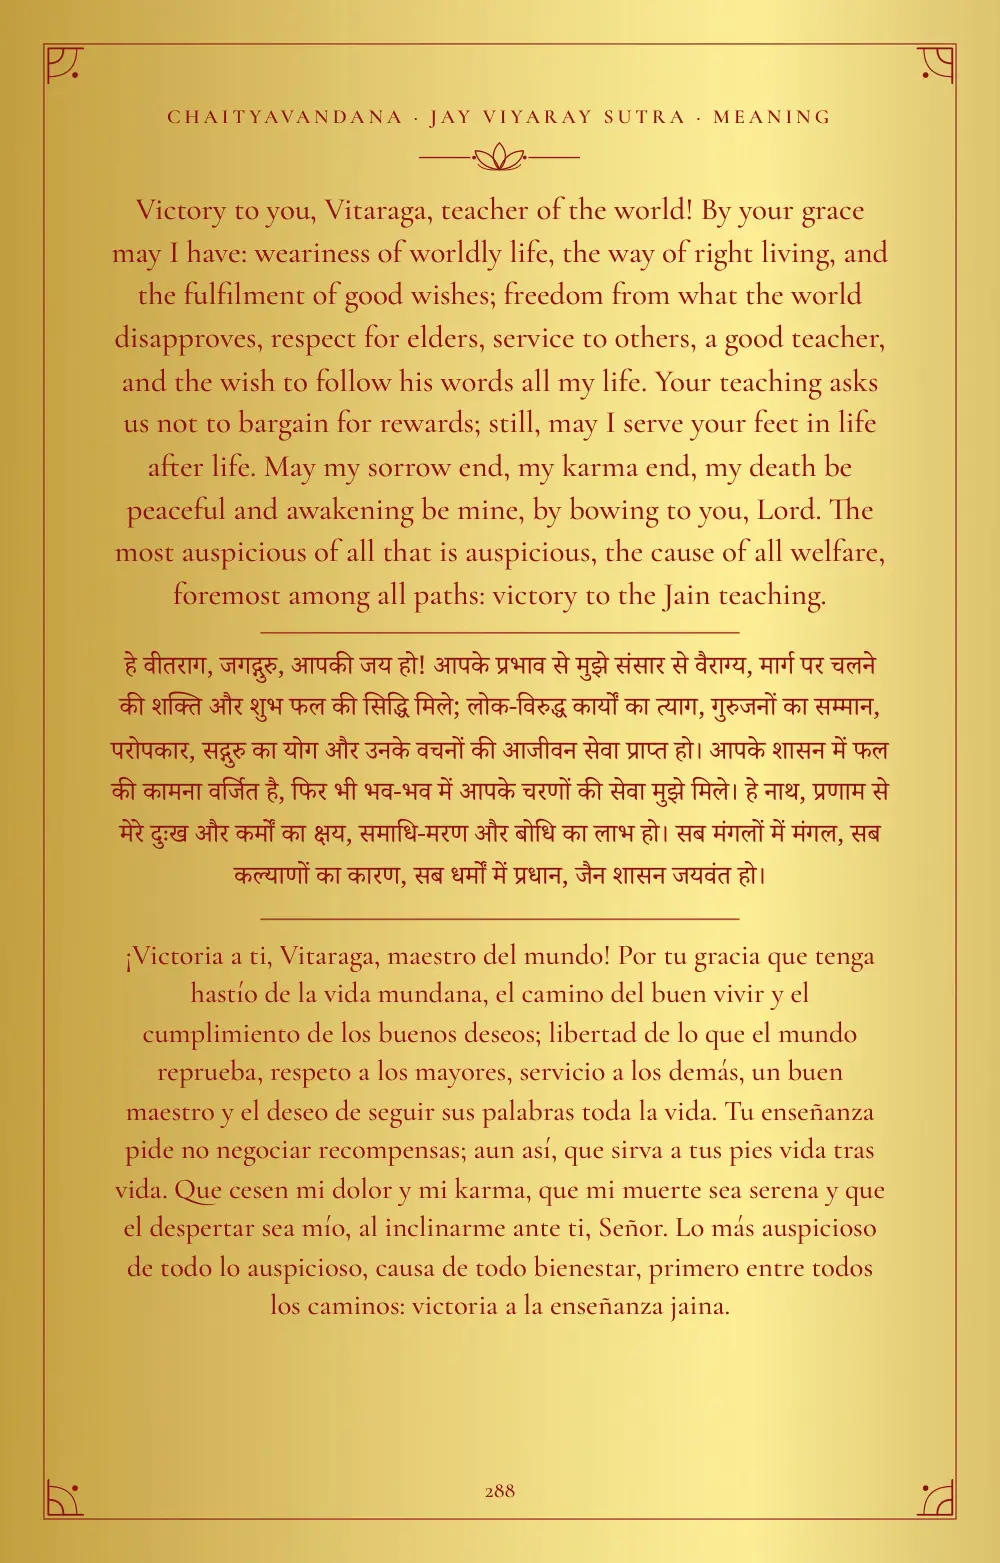 CHAITYAVANDANA · JAY VIYARAY SUTRA · MEANING
Victory to you, Vitaraga, teacher of the world! By your grace
may I have: weariness of worldly life, the way of right living, and
the fulfilment of good wishes; freedom from what the world
disapproves, respect for elders, service to others, a good teacher,
and the wish to follow his words all my life. Your teaching asks
us not to bargain for rewards; still, may I serve your feet in life
after life. May my sorrow end, my karma end, my death be
peaceful and awakening be mine, by bowing to you, Lord. The
most auspicious of all that is auspicious, the cause of all welfare,
foremost among all paths: victory to the Jain teaching.
हे वीतराग, जगद्गुरु, आपकी जय हो! आपके प्रभाव से मुझे संसार से वैराग्य, मार्ग पर चलने
की शक्ति और शुभ फल की सिद्धि मिले; लोक-विरुद्ध कार्यों का त्याग, गुरुजनों का सम्मान,
परोपकार, सद्गुरु का योग और उनके वचनों की आजीवन सेवा प्राप्त हो। आपके शासन में फल
की कामना वर्जित है, फिर भी भव-भव में आपके चरणों की सेवा मुझे मिले। हे नाथ, प्रणाम से
मेरे दुःख और कर्मों का क्षय, समाधि-मरण और बोधि का लाभ हो। सब मंगलों में मंगल, सब
कल्याणों का कारण, सब धर्मों में प्रधान, जैन शासन जयवंत हो।
¡Victoria a ti, Vitaraga, maestro del mundo! Por tu gracia que tenga
hastío de la vida mundana, el camino del buen vivir y el
cumplimiento de los buenos deseos; libertad de lo que el mundo
reprueba, respeto a los mayores, servicio a los demás, un buen
maestro y el deseo de seguir sus palabras toda la vida. Tu enseñanza
pide no negociar recompensas; aun así, que sirva a tus pies vida tras
vida. Que cesen mi dolor y mi karma, que mi muerte sea serena y que
el despertar sea mío, al inclinarme ante ti, Señor. Lo más auspicioso
de todo lo auspicioso, causa de todo bienestar, primero entre todos
los caminos: victoria a la enseñanza jaina.
288